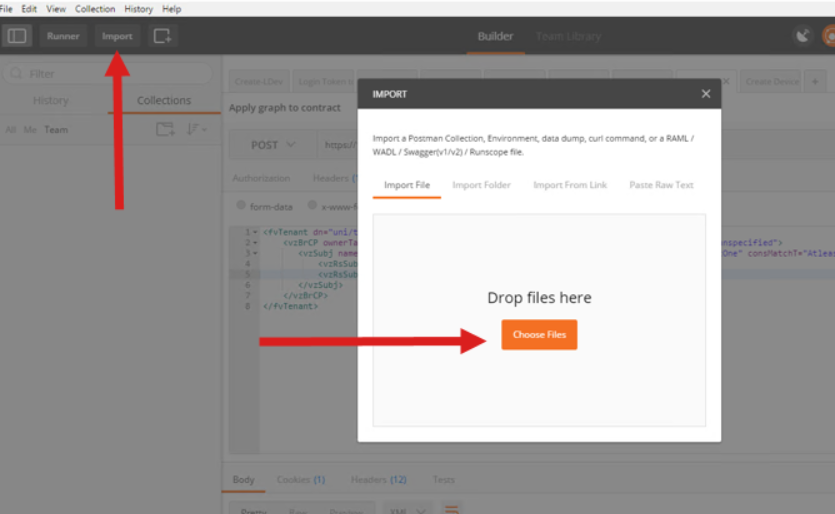 File Edit View Collection History Help
Runner Import Builder Team Library
Filter
History Collections
All Me Team
Create LDev Login Token Create Device +
Apply graph to contract
POST https://
Authorization Headers
form-data x-www-f
IMPORT
Import a Postman Collection, Environment, data dump, curl command, or a RAML /
WADL / Swagger(v1/v2) / Runscope file.
Import File Import Folder Import From Link Paste Raw Text
Drop files here
Choose Files
1 <fvTenant dn="uni/t
2 <vzBrCP ownerTa nspecified">
3 <vzSubj name One" consMatchT="Atleas
4 <vzRsSub
5 <vzRsSub
6 </vzSubj>
7 </vzBrCP>
8 </fvTenant>
Body Cookies (1) Headers (12) Tests
Pretty Raw Preview XML